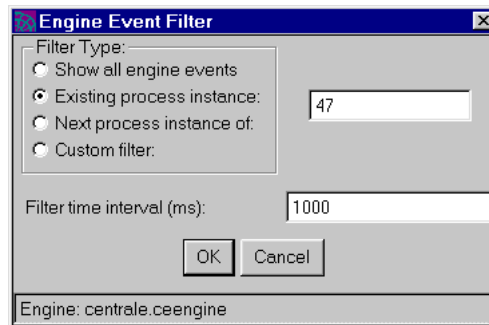 Engine Event Filter
Filter Type:
Show all engine events
Existing process instance:
47
Next process instance of:
Custom filter:
Filter time interval (ms):
1000
OK
Cancel
Engine: centrale.ceengine